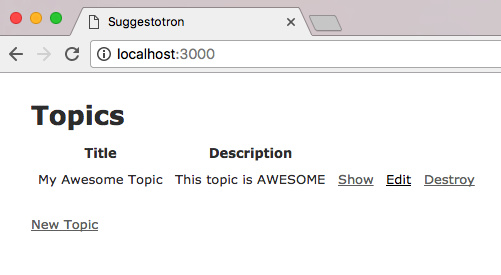 Suggestotron
localhost:3000
Topics
Title Description
My Awesome Topic This topic is AWESOME Show Edit Destroy
New Topic